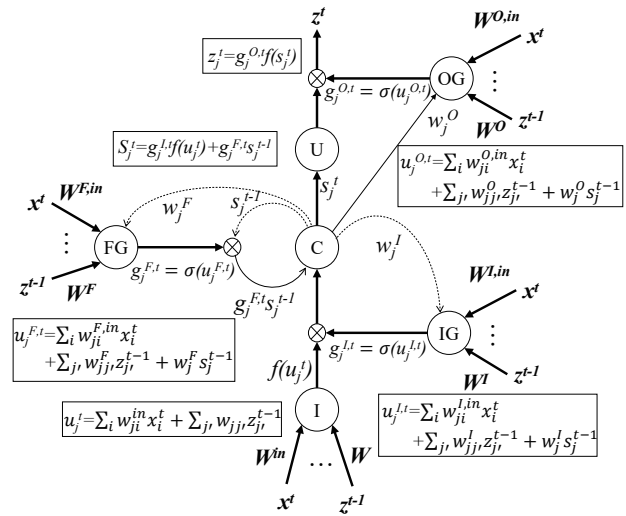 z^t
W^{O,in}
x^t
z_j^t=g_j^{O,t}f(s_j^t)
OG
⋮
g_j^{O,t} = σ(u_j^{O,t})
z^{t-1}
W^O
w_j^O
U
S_j^t=g_j^{I,t}f(u_j^t)+g_j^{F,t}s_j^{t-1}
u_j^{O,t}=∑_i w_{ji}^{O,in}x_i^t
+∑_{j'} w_{jj'}^O z_{j'}^{t-1} + w_j^O s_j^{t-1}
s_j^t
W^{F,in}
x^t
w_j^F
s_j^{t-1}
⋮
FG
C
w_j^I
g_j^{F,t} = σ(u_j^{F,t})
z^{t-1}
W^F
g_j^{F,t}s_j^{t-1}
W^{I,in}
x^t
u_j^{F,t}=∑_i w_{ji}^{F,in}x_i^t
+∑_{j'} w_{jj'}^F z_{j'}^{t-1} + w_j^F s_j^{t-1}
IG
⋮
g_j^{I,t} = σ(u_j^{I,t})
f(u_j^t)
W^I
z^{t-1}
u_j^t=∑_i w_{ji}^{in}x_i^t + ∑_{j'} w_{jj'}z_{j'}^{t-1}
I
u_j^{I,t}=∑_i w_{ji}^{I,in}x_i^t
+∑_{j'} w_{jj'}^I z_{j'}^{t-1} + w_j^I s_j^{t-1}
W^{in}
...
W
x^t
z^{t-1}